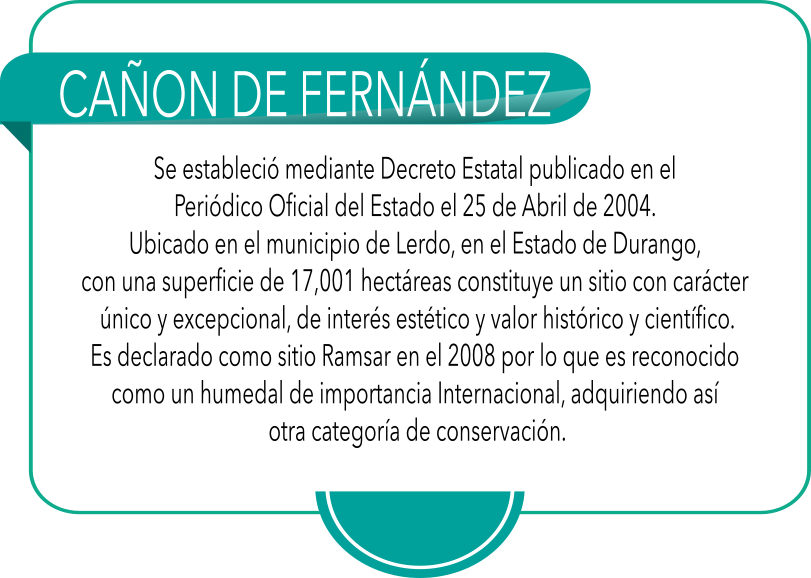 CAÑON DE FERNÁNDEZ
Se estableció mediante Decreto Estatal publicado en el
Periódico Oficial del Estado el 25 de Abril de 2004.
Ubicado en el municipio de Lerdo, en el Estado de Durango,
con una superficie de 17,001 hectáreas constituye un sitio con carácter
único y excepcional, de interés estético y valor histórico y científico.
Es declarado como sitio Ramsar en el 2008 por lo que es reconocido
como un humedal de importancia Internacional, adquiriendo así
otra categoría de conservación.